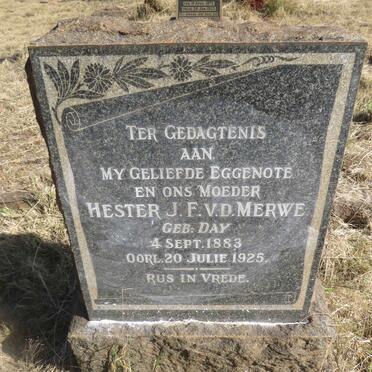 TER GEDAGTENIS
AAN
MY GELIEFDE EGGENOTE
EN ONS MOEDER
HESTER J. F. V.D. MERWE
GEB: DAY
4 SEPT. 1883
OORL. 20 JULIE 1925.
RUS IN VREDE.